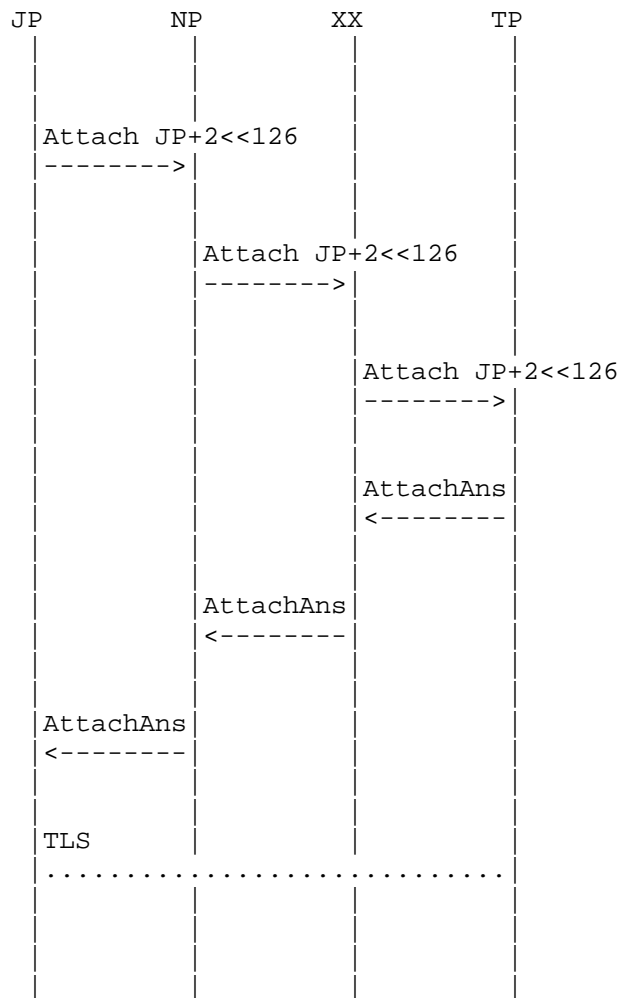 JP NP XX TP
Attach JP+2<<126
-------->
Attach JP+2<<126
-------->
Attach JP+2<<126
-------->
AttachAns
<--------
AttachAns
<--------
AttachAns
<--------
TLS
.............................